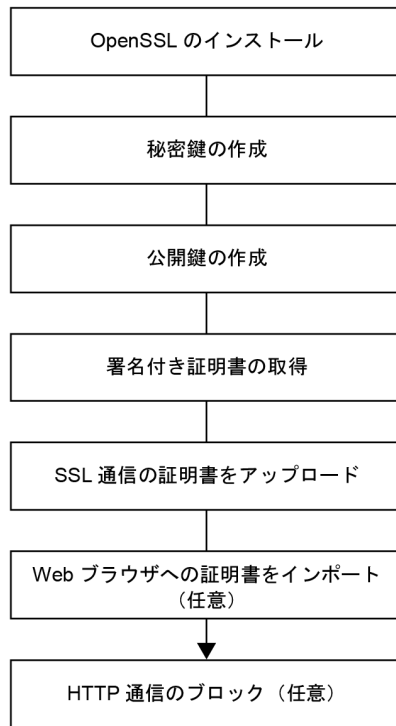 OpenSSL のインストール
秘密鍵の作成
公開鍵の作成
署名付き証明書の取得
SSL 通信の証明書をアップロード
Web ブラウザへの証明書をインポート
（任意）
HTTP 通信のブロック（任意）